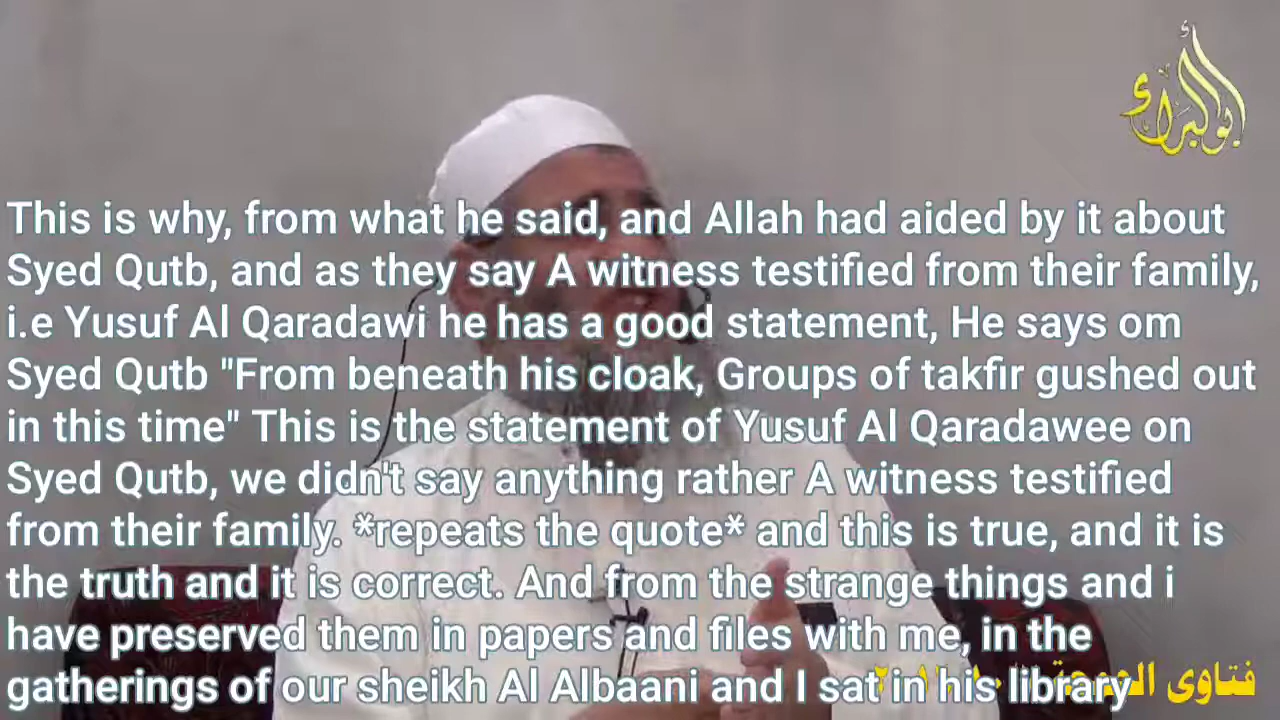 أبو البراء
This is why, from what he said, and Allah had aided by it about
Syed Qutb, and as they say A witness testified from their family,
i.e Yusuf Al Qaradawi he has a good statement, He says om
Syed Qutb "From beneath his cloak, Groups of takfir gushed out
in this time" This is the statement of Yusuf Al Qaradawee on
Syed Qutb, we didn't say anything rather A witness testified
from their family. *repeats the quote* and this is true, and it is
the truth and it is correct. And from the strange things and i
have preserved them in papers and files with me, in the
gatherings of our sheikh Al Albaani and I sat in his library
فتاوى